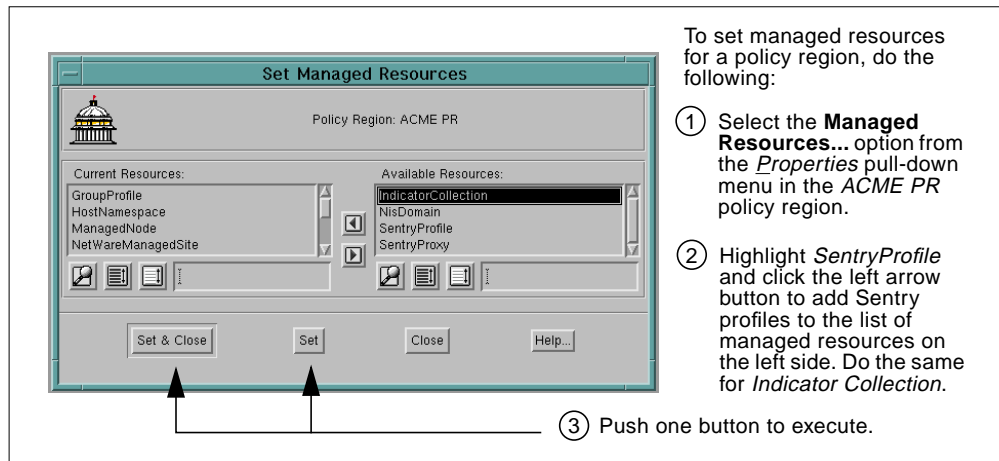 Set Managed Resources
Policy Region: ACME PR
Current Resources:
GroupProfile
HostNamespace
ManagedNode
NetWareManagedSite
Available Resources:
IndicatorCollection
NisDomain
SentryProfile
SentryProxy
Set & Close
Set
Close
Help...
To set managed resources
for a policy region, do the
following:
1 Select the Managed
Resources... option from
the Properties pull-down
menu in the ACME PR
policy region.
2 Highlight SentryProfile
and click the left arrow
button to add Sentry
profiles to the list of
managed resources on
the left side. Do the same
for Indicator Collection.
3 Push one button to execute.